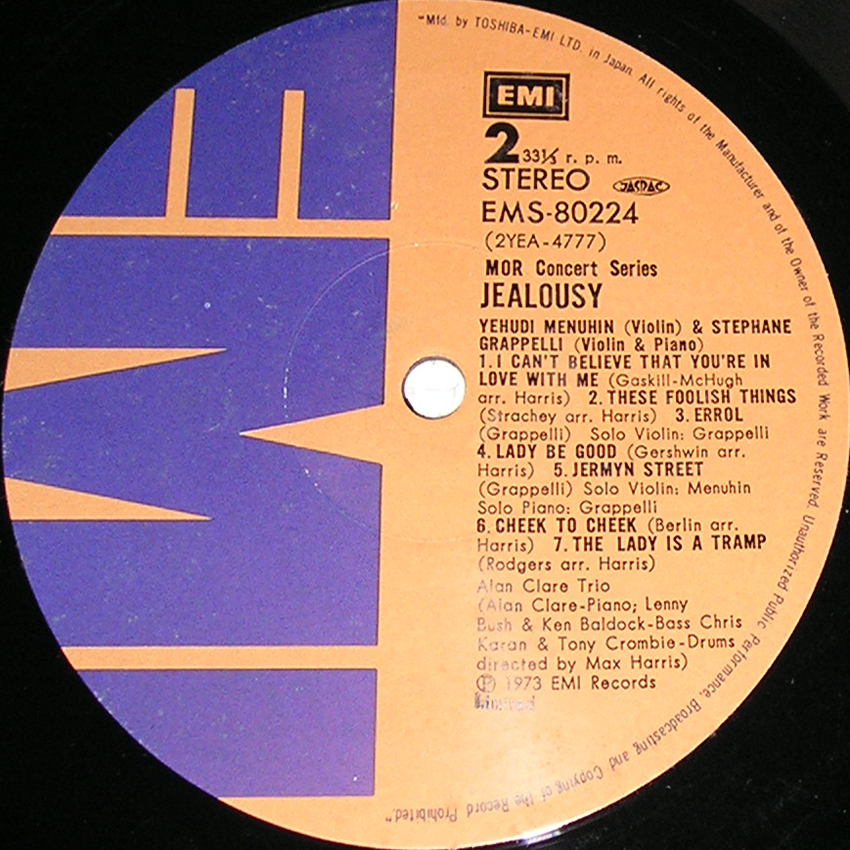 "Mfd. by TOSHIBA-EMI LTD. in Japan. All rights of the Manufacturer and of the Owner of the Recorded Work are Reserved. Unauthorized Public Performance, Broadcasting and Copying of the Record Prohibited."
EMI
2 33⅓ r. p. m.
STEREO JASRAC
EMS-80224
(2YEA-4777)
MOR Concert Series
JEALOUSY
YEHUDI MENUHIN (Violin) & STEPHANE
GRAPPELLI (Violin & Piano)
1. I CAN'T BELIEVE THAT YOU'RE IN
LOVE WITH ME (Gaskill-McHugh
arr. Harris) 2. THESE FOOLISH THINGS
(Strachey arr. Harris) 3. ERROL
(Grappelli) Solo Violin: Grappelli
4. LADY BE GOOD (Gershwin arr.
Harris) 5. JERMYN STREET
(Grappelli) Solo Violin: Menuhin
Solo Piano: Grappelli
6. CHEEK TO CHEEK (Berlin arr.
Harris) 7. THE LADY IS A TRAMP
(Rodgers arr. Harris)
Alan Clare Trio
(Alan Clare-Piano; Lenny
Bush & Ken Baldock-Bass Chris
Karan & Tony Crombie-Drums
directed by Max Harris)
Ⓟ 1973 EMI Records
Limited
EMI